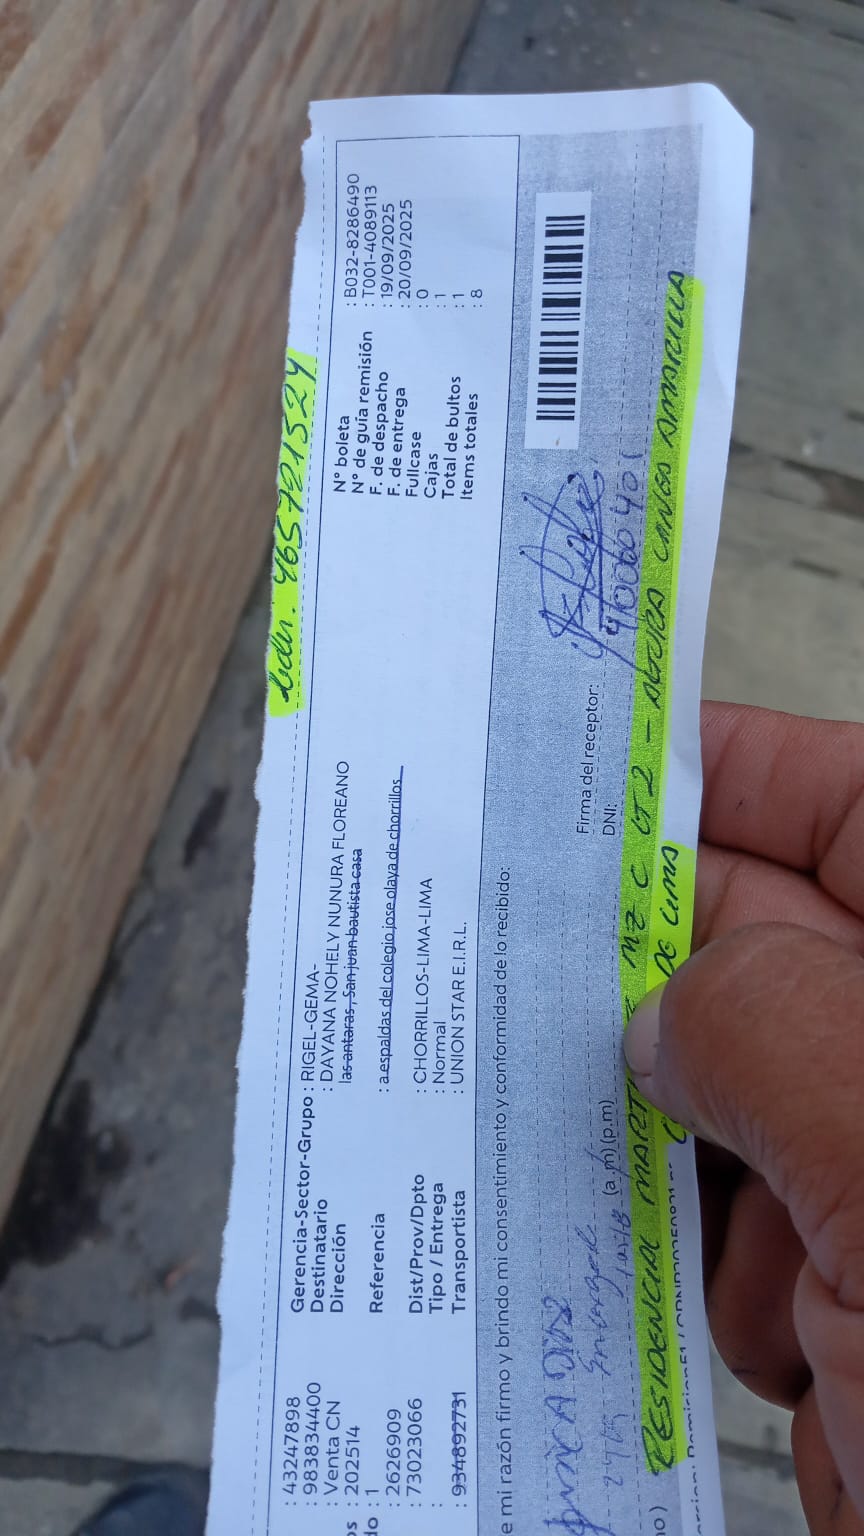 : 43247898
: 983834400
: Venta CN
os : 202514
do : 1
: 2626909
: 73023066
:
: 934892731
Gerencia-Sector-Grupo : RIGEL-GEMA-
Destinatario : DAYANA NOHELY NUNURA FLOREANO
Dirección las antaras , San juan bautista casa
Referencia : a espaldas del colegio jose olaya de chorrillos
Dist/Prov/Dpto : CHORRILLOS-LIMA-LIMA
Tipo / Entrega : Normal
Transportista : UNION STAR E.I.R.L.
N° boleta : B032-8286490
N° de guía remisión : T001-4089113
F. de despacho : 19/09/2025
F. de entrega : 20/09/2025
Fullcase : 0
Cajas : 1
Total de bultos : 1
Items totales : 8
e mi razón firmo y brindo mi consentimiento y conformidad de lo recibido:
Firma del receptor:
(a.m) (p.m) DNI:
RESIDENCIAL MZ C LT 2 -
DE LIMA